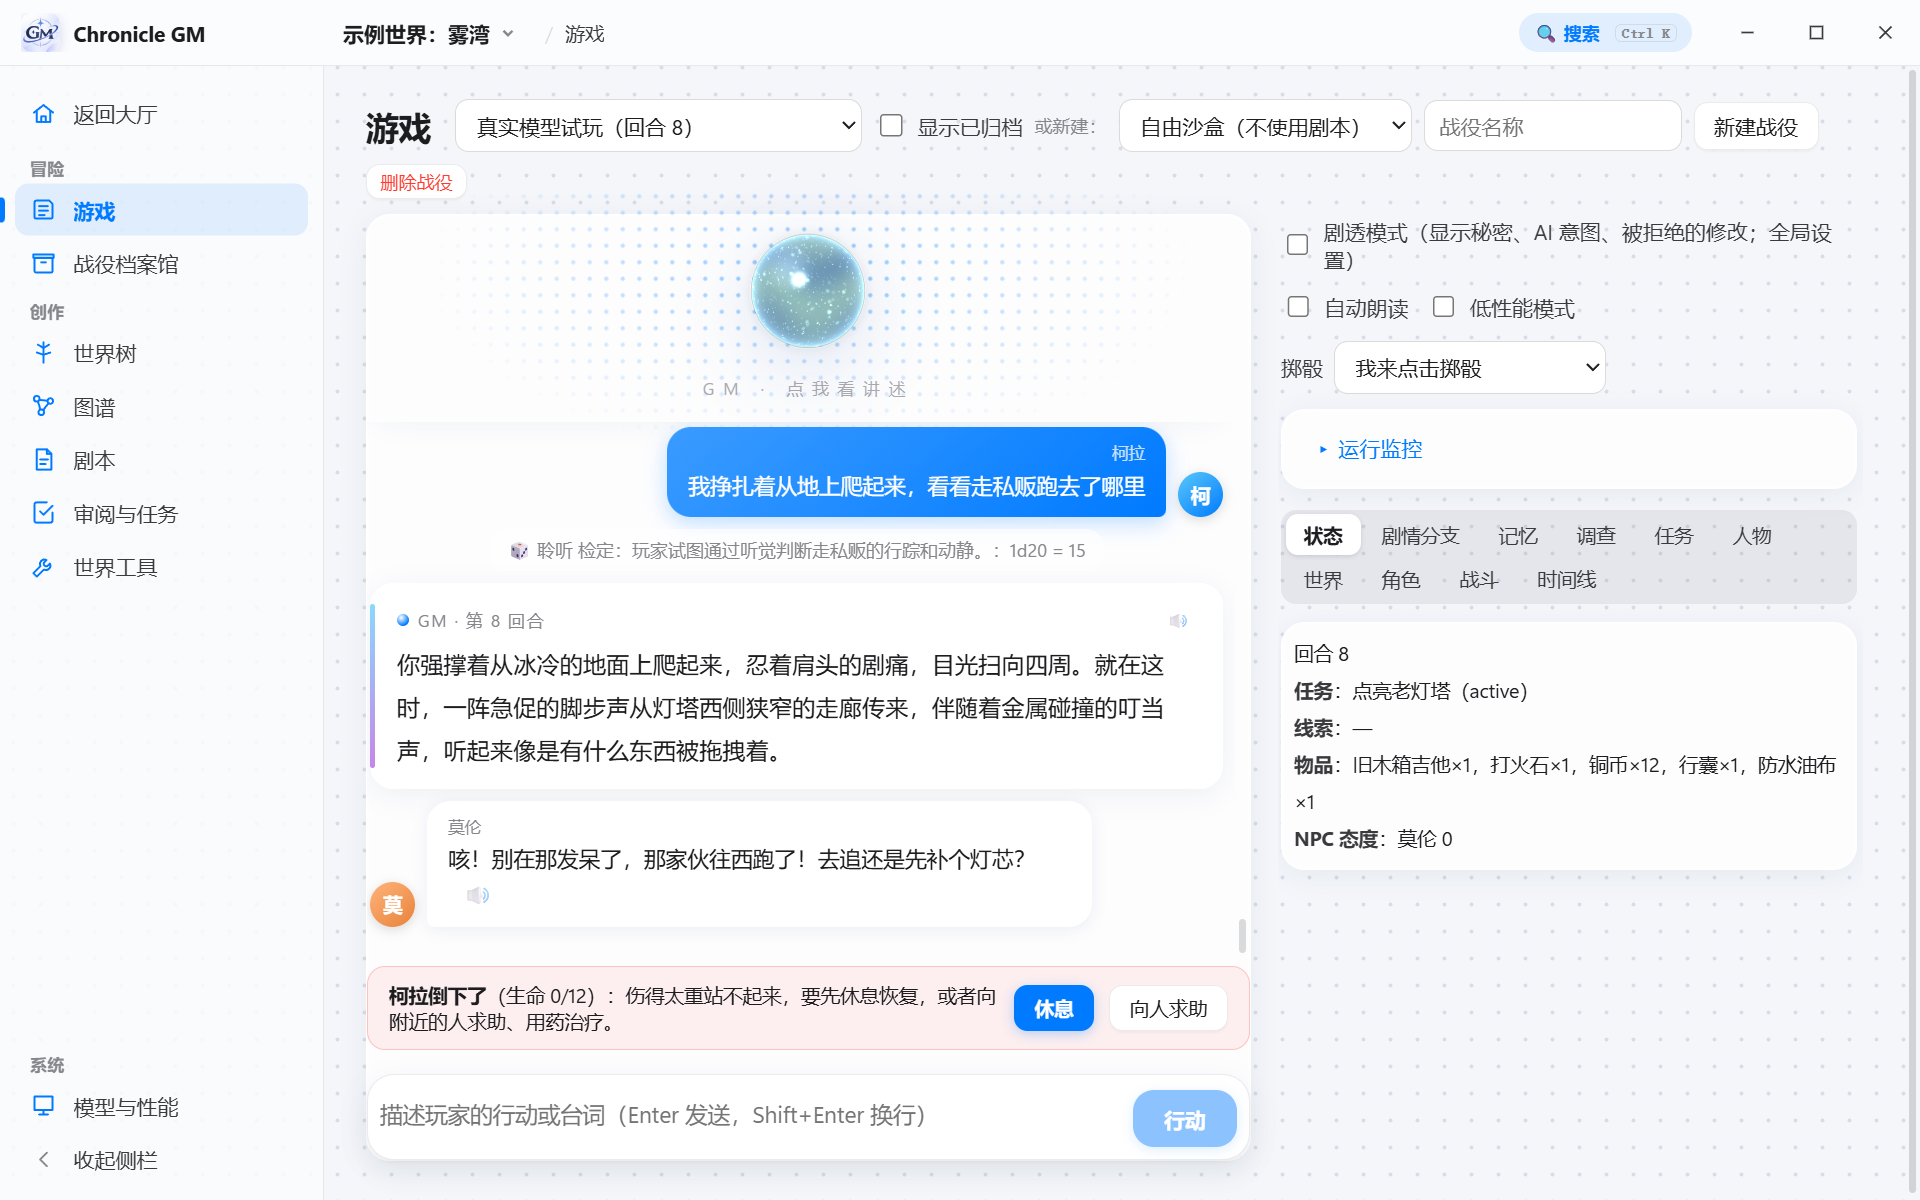 Chronicle GM
示例世界：雾湾
/ 游戏
搜索 Ctrl K
返回大厅
冒险
游戏
战役档案馆
创作
世界树
图谱
剧本
审阅与任务
世界工具
系统
模型与性能
收起侧栏
游戏
真实模型试玩（回合 8）
显示已归档
或新建：
自由沙盒（不使用剧本）
战役名称
新建战役
删除战役
GM · 点我看讲述
柯拉
我挣扎着从地上爬起来，看看走私贩跑去了哪里
柯
聆听 检定：玩家试图通过听觉判断走私贩的行踪和动静。：1d20 = 15
GM · 第 8 回合
你强撑着从冰冷的地面上爬起来，忍着肩头的剧痛，目光扫向四周。就在这
时，一阵急促的脚步声从灯塔西侧狭窄的走廊传来，伴随着金属碰撞的叮当
声，听起来像是有什么东西被拖拽着。
莫伦
咳！别在那发呆了，那家伙往西跑了！去追还是先补个灯芯？
莫
柯拉倒下了（生命 0/12）：伤得太重站不起来，要先休息恢复，或者向
附近的人求助、用药治疗。
休息
向人求助
描述玩家的行动或台词（Enter 发送，Shift+Enter 换行）
行动
剧透模式（显示秘密、AI 意图、被拒绝的修改；全局设
置）
自动朗读
低性能模式
掷骰
我来点击掷骰
运行监控
状态 剧情分支 记忆 调查 任务 人物
世界 角色 战斗 时间线
回合 8
任务：点亮老灯塔（active）
线索：—
物品：旧木箱吉他×1，打火石×1，铜币×12，行囊×1，防水油布
×1
NPC 态度：莫伦 0